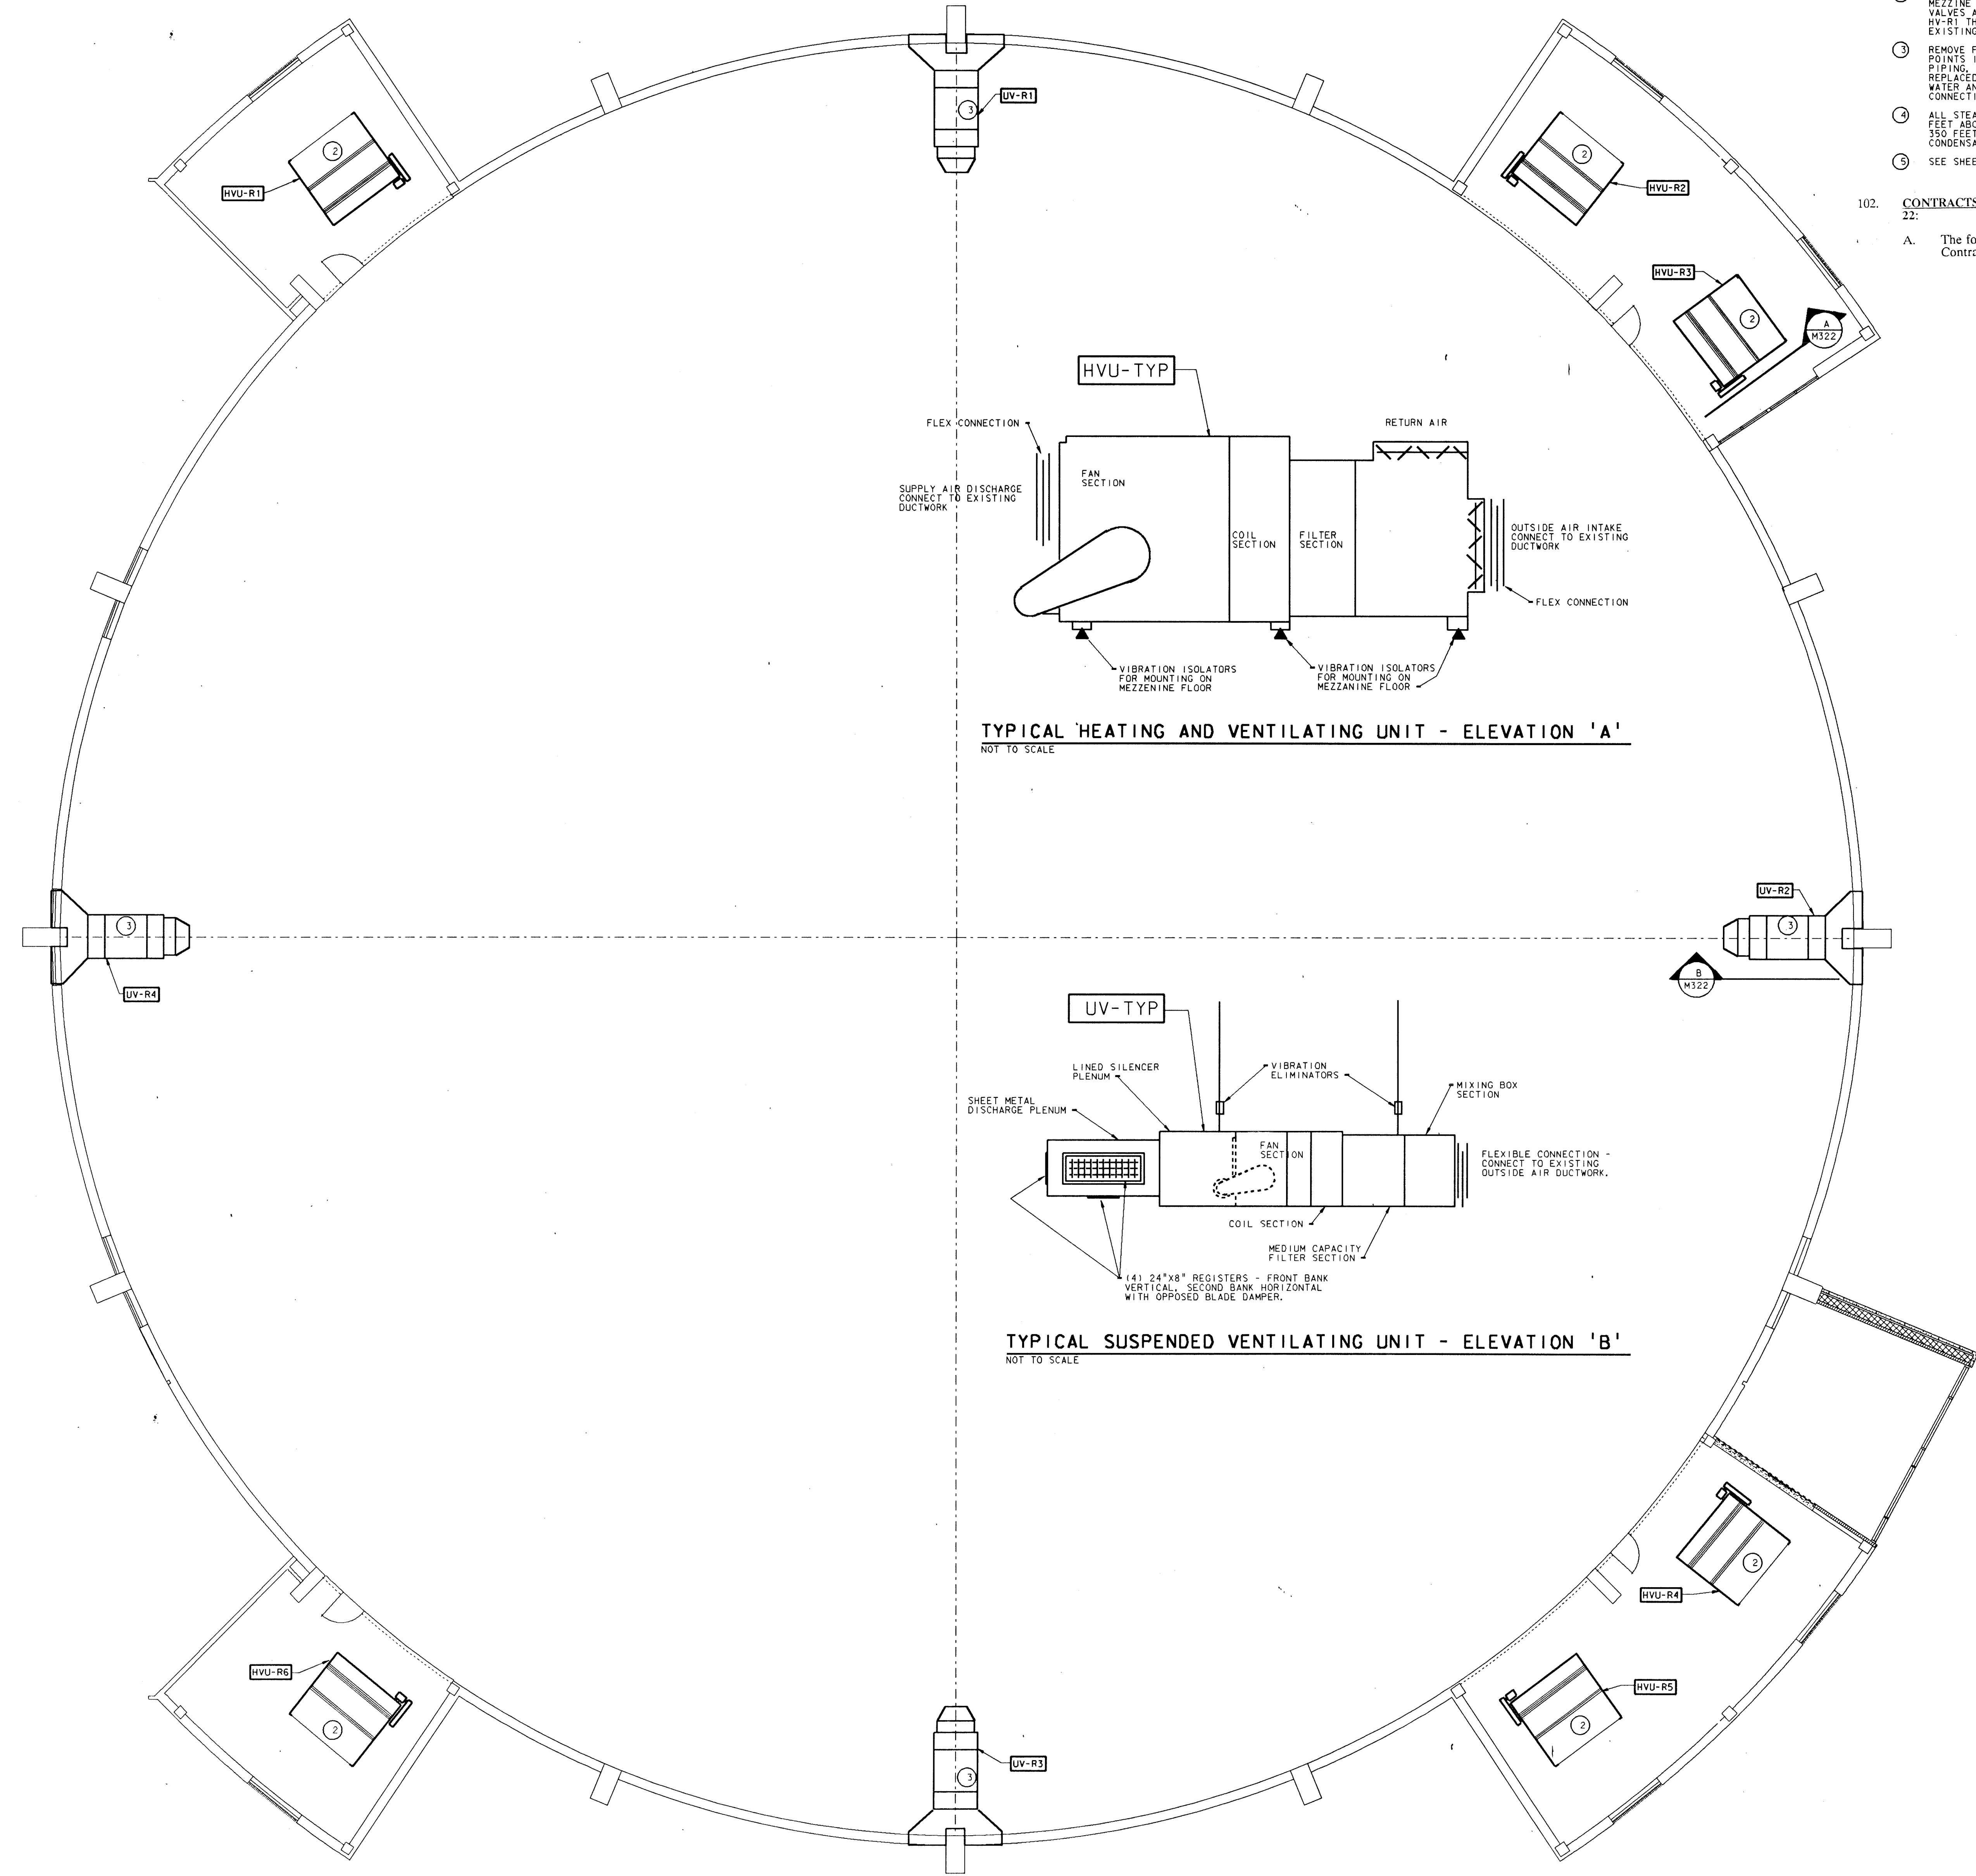 MEZZINE
VALVES A
HV-R1 TH
EXISTING
3 REMOVE F
POINTS I
PIPING,
REPLACED
WATER AN
CONNECTI
4 ALL STEA
FEET ABO
350 FEET
CONDENSA
5 SEE SHEE
102. CONTRACTS
22:
A. The fo
Contra
UV-R1
3
HVU-R1
2
HVU-R2
2
HVU-R3
2
A
M322
HVU-TYP
FLEX CONNECTION
RETURN AIR
FAN
SECTION
SUPPLY AIR DISCHARGE
CONNECT TO EXISTING
DUCTWORK
COIL
SECTION
FILTER
SECTION
OUTSIDE AIR INTAKE
CONNECT TO EXISTING
DUCTWORK
FLEX CONNECTION
VIBRATION ISOLATORS
FOR MOUNTING ON
MEZZENINE FLOOR
VIBRATION ISOLATORS
FOR MOUNTING ON
MEZZANINE FLOOR
TYPICAL HEATING AND VENTILATING UNIT - ELEVATION 'A'
NOT TO SCALE
UV-R2
3
B
M322
3
UV-R4
UV-TYP
LINED SILENCER
PLENUM
VIBRATION
ELIMINATORS
MIXING BOX
SECTION
SHEET METAL
DISCHARGE PLENUM
FAN
SECTION
FLEXIBLE CONNECTION -
CONNECT TO EXISTING
OUTSIDE AIR DUCTWORK.
COIL SECTION
MEDIUM CAPACITY
FILTER SECTION
(4) 24"X8" REGISTERS - FRONT BANK
VERTICAL, SECOND BANK HORIZONTAL
WITH OPPOSED BLADE DAMPER.
TYPICAL SUSPENDED VENTILATING UNIT - ELEVATION 'B'
NOT TO SCALE
2
HVU-R4
HVU-R5
2
HVU-R6
2
UV-R3
3